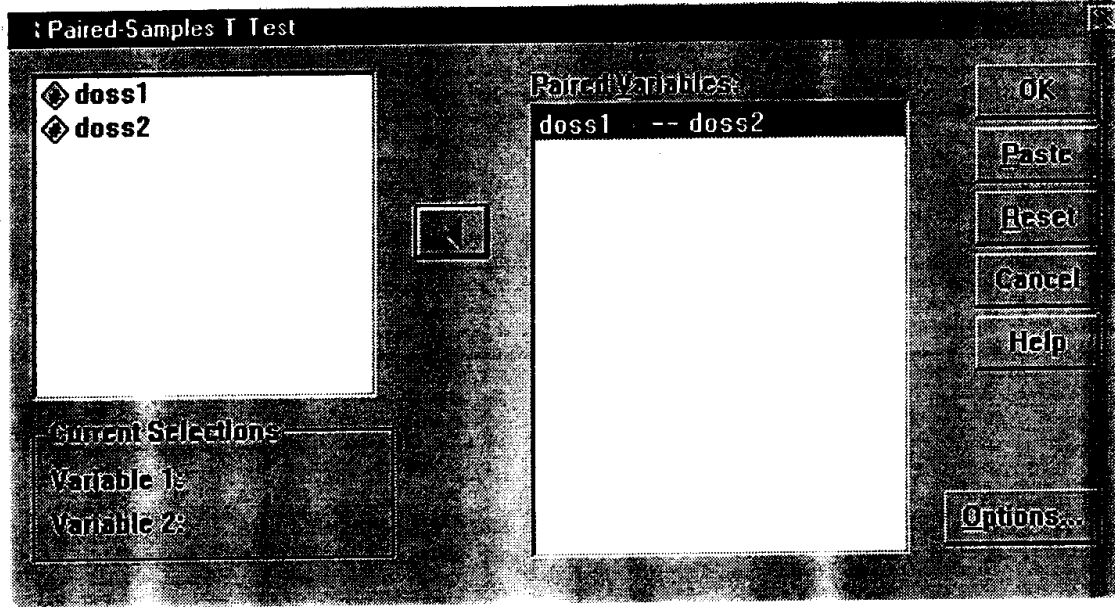 Paired-Samples T Test
doss1
doss2
Paired Variables:
doss1 -- doss2
OK
Paste
Reset
Cancel
Help
Current Selections
Variable 1:
Variable 2:
Options...